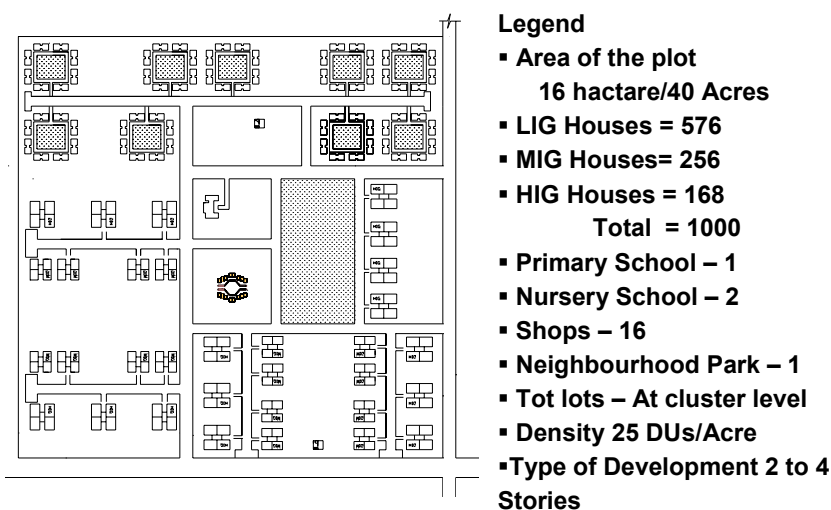 Legend
▪ Area of the plot
16 hactare/40 Acres
▪ LIG Houses = 576
▪ MIG Houses= 256
▪ HIG Houses = 168
Total = 1000
▪ Primary School – 1
▪ Nursery School – 2
▪ Shops – 16
▪ Neighbourhood Park – 1
▪ Tot lots – At cluster level
▪ Density 25 DUs/Acre
▪Type of Development 2 to 4
Stories